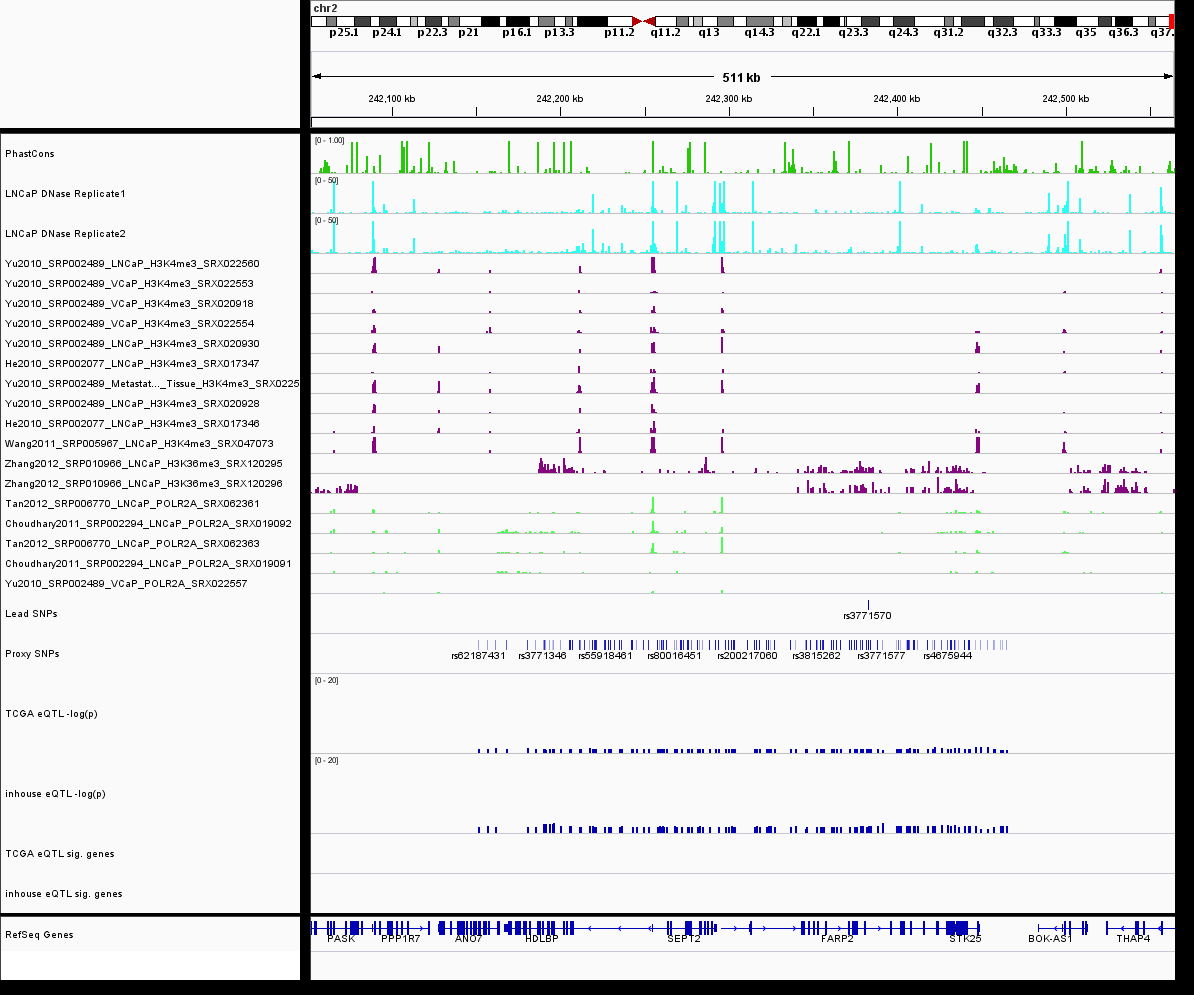 chr2
p25.1 p24.1 p22.3 p21 p16.1 p13.3 p11.2 q11.2 q13 q14.3 q22.1 q23.3 q24.3 q31.2 q32.3 q33.3 q35 q36.3 q37.
511 kb
242,100 kb 242,200 kb 242,300 kb 242,400 kb 242,500 kb
[0 - 1.00]
PhastCons
[0 - 50]
LNCaP DNase Replicate1
[0 - 50]
LNCaP DNase Replicate2
Yu2010_SRP002489_LNCaP_H3K4me3_SRX022560
Yu2010_SRP002489_VCaP_H3K4me3_SRX022553
Yu2010_SRP002489_LNCaP_H3K4me3_SRX020918
Yu2010_SRP002489_VCaP_H3K4me3_SRX022554
Yu2010_SRP002489_LNCaP_H3K4me3_SRX020930
He2010_SRP002077_LNCaP_H3K4me3_SRX017347
Yu2010_SRP002489_Metastat..._Tissue_H3K4me3_SRX0225
Yu2010_SRP002489_LNCaP_H3K4me3_SRX020928
He2010_SRP002077_LNCaP_H3K4me3_SRX017346
Wang2011_SRP005967_LNCaP_H3K4me3_SRX047073
Zhang2012_SRP010966_LNCaP_H3K36me3_SRX120295
Zhang2012_SRP010966_LNCaP_H3K36me3_SRX120296
Tan2012_SRP006770_LNCaP_POLR2A_SRX062361
Choudhary2011_SRP002294_LNCaP_POLR2A_SRX019092
Tan2012_SRP006770_LNCaP_POLR2A_SRX062363
Choudhary2011_SRP002294_LNCaP_POLR2A_SRX019091
Yu2010_SRP002489_VCaP_POLR2A_SRX022557
Lead SNPs
rs3771570
Proxy SNPs
rs62187431 rs3771346 rs55918461 rs80016451 rs200217060 rs3815262 rs3771577 rs4675944
[0 - 20]
TCGA eQTL -log(p)
[0 - 20]
inhouse eQTL -log(p)
TCGA eQTL sig. genes
inhouse eQTL sig. genes
RefSeq Genes
PASK PPP1R7 ANO7 HDLBP SEPT2 FARP2 STK25 BOK-AS1 THAP4